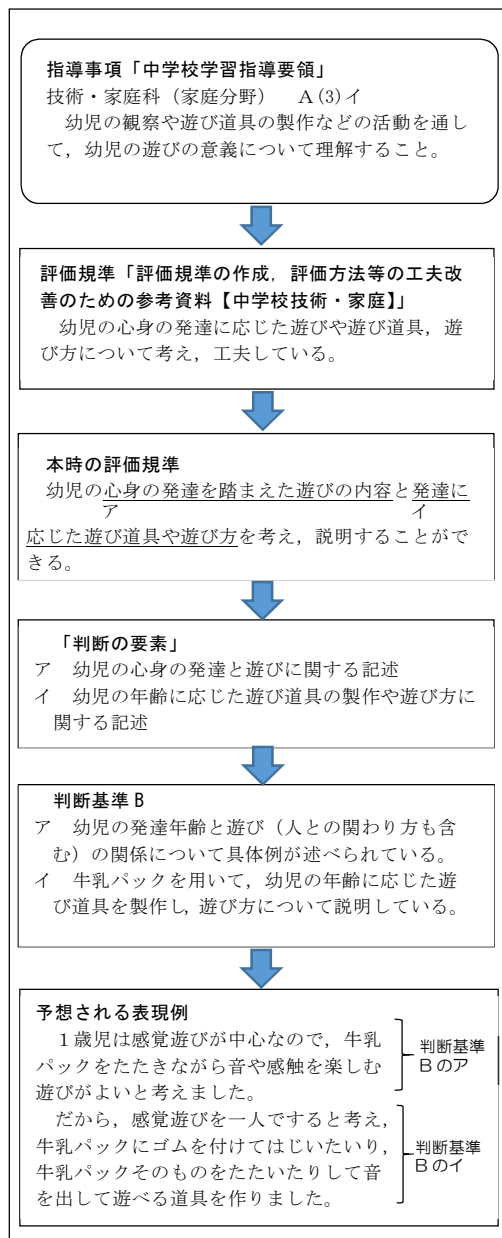 指導事項「中学校学習指導要領」
技術・家庭科（家庭分野）　Ａ(3)イ
　幼児の観察や遊び道具の製作などの活動を通し
て，幼児の遊びの意義について理解すること。
評価規準「評価規準の作成，評価方法等の工夫改
善のための参考資料【中学校技術・家庭】」
　幼児の心身の発達に応じた遊びや遊び道具，遊
び方について考え，工夫している。
本時の評価規準
　幼児の心身の発達を踏まえた遊びの内容と発達に
ア　イ
応じた遊び道具や遊び方を考え，説明することがで
きる。
「判断の要素」
ア　幼児の心身の発達と遊びに関する記述
イ　幼児の年齢に応じた遊び道具の製作や遊び方に
関する記述
判断基準Ｂ
ア　幼児の発達年齢と遊び（人との関わり方も含
む）の関係について具体例が述べられている。
イ　牛乳パックを用いて，幼児の年齢に応じた遊
び道具を製作し，遊び方について説明している。
予想される表現例
　１歳児は感覚遊びが中心なので，牛乳
パックをたたきながら音や感触を楽しむ
遊びがよいと考えました。
判断基準
Ｂのア
　だから，感覚遊びを一人ですると考え，
牛乳パックにゴムを付けてはじいたり，
牛乳パックそのものをたたいたりして音
を出して遊べる道具を作りました。
判断基準
Ｂのイ